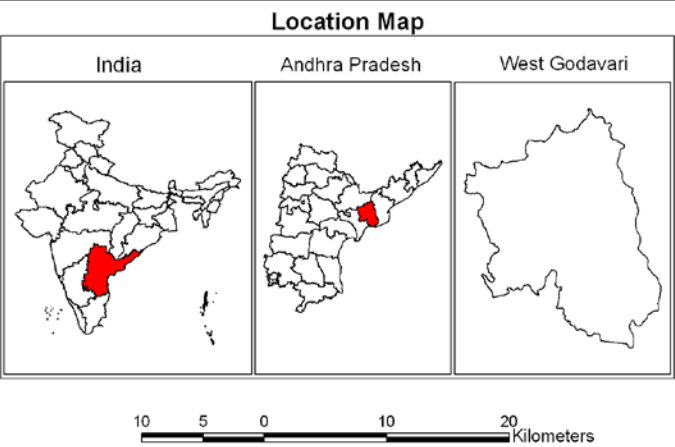 Location Map
India
Andhra Pradesh
West Godavari
10 5 0 10 20
Kilometers